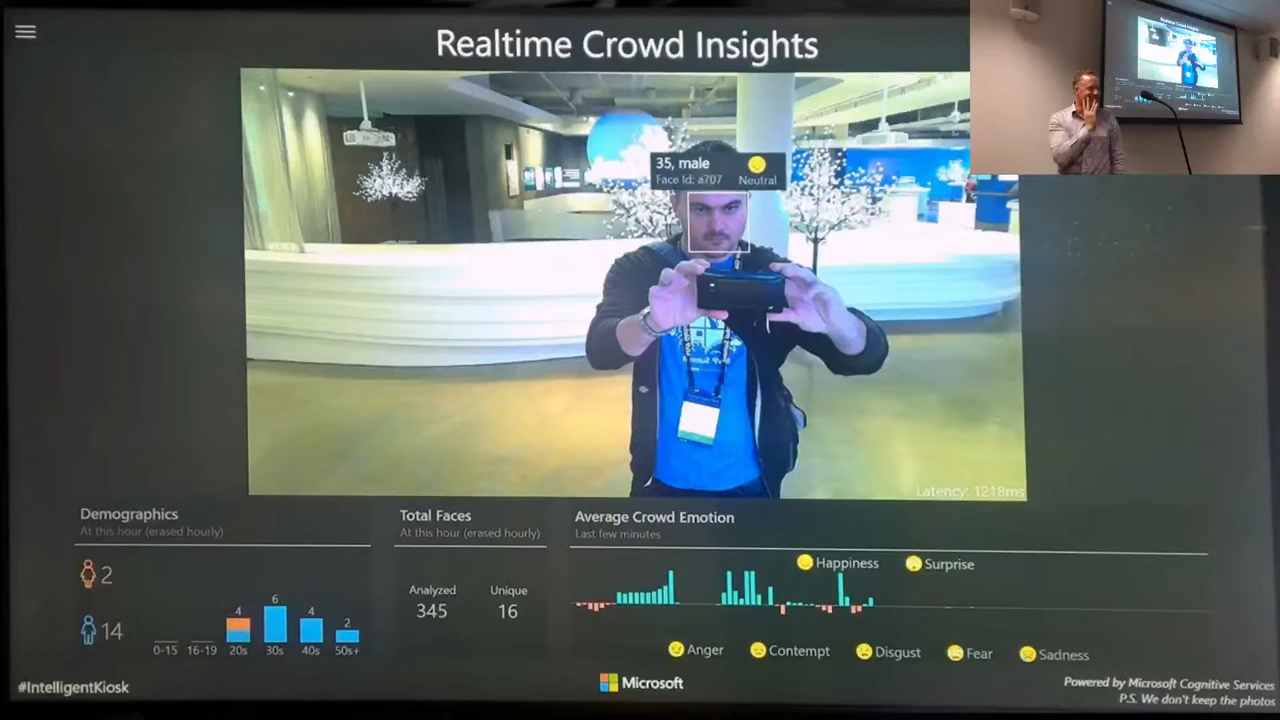 Realtime Crowd Insights
35, male
Face Id: a707 Neutral
Latency: 1218ms
Demographics
At this hour (erased hourly)
2
14
4 6 4 2
0-15 16-19 20s 30s 40s 50s+
Total Faces
At this hour (erased hourly)
Analyzed Unique
345 16
Average Crowd Emotion
Last few minutes
Happiness Surprise
Anger Contempt Disgust Fear Sadness
#IntelligentKiosk
Microsoft
Powered by Microsoft Cognitive Services
P.S. We don't keep the photos